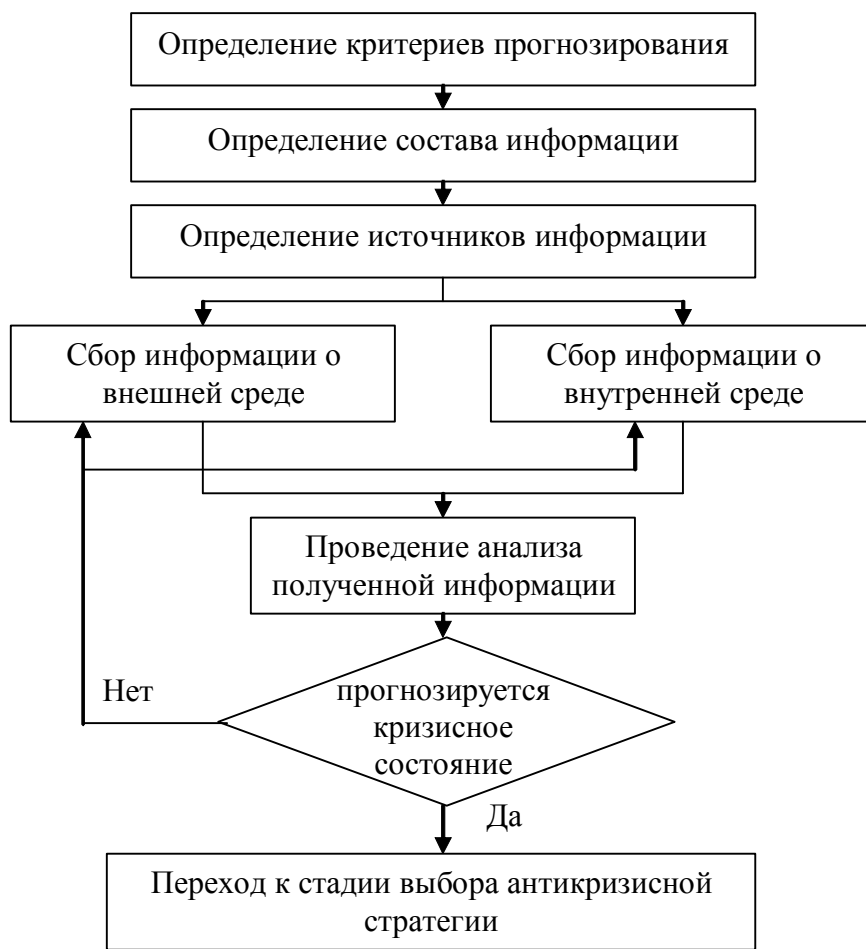 Определение критериев прогнозирования
Определение состава информации
Определение источников информации
Сбор информации о
внешней среде
Сбор информации о
внутренней среде
Проведение анализа
полученной информации
Нет
прогнозируется
кризисное
состояние
Да
Переход к стадии выбора антикризисной
стратегии